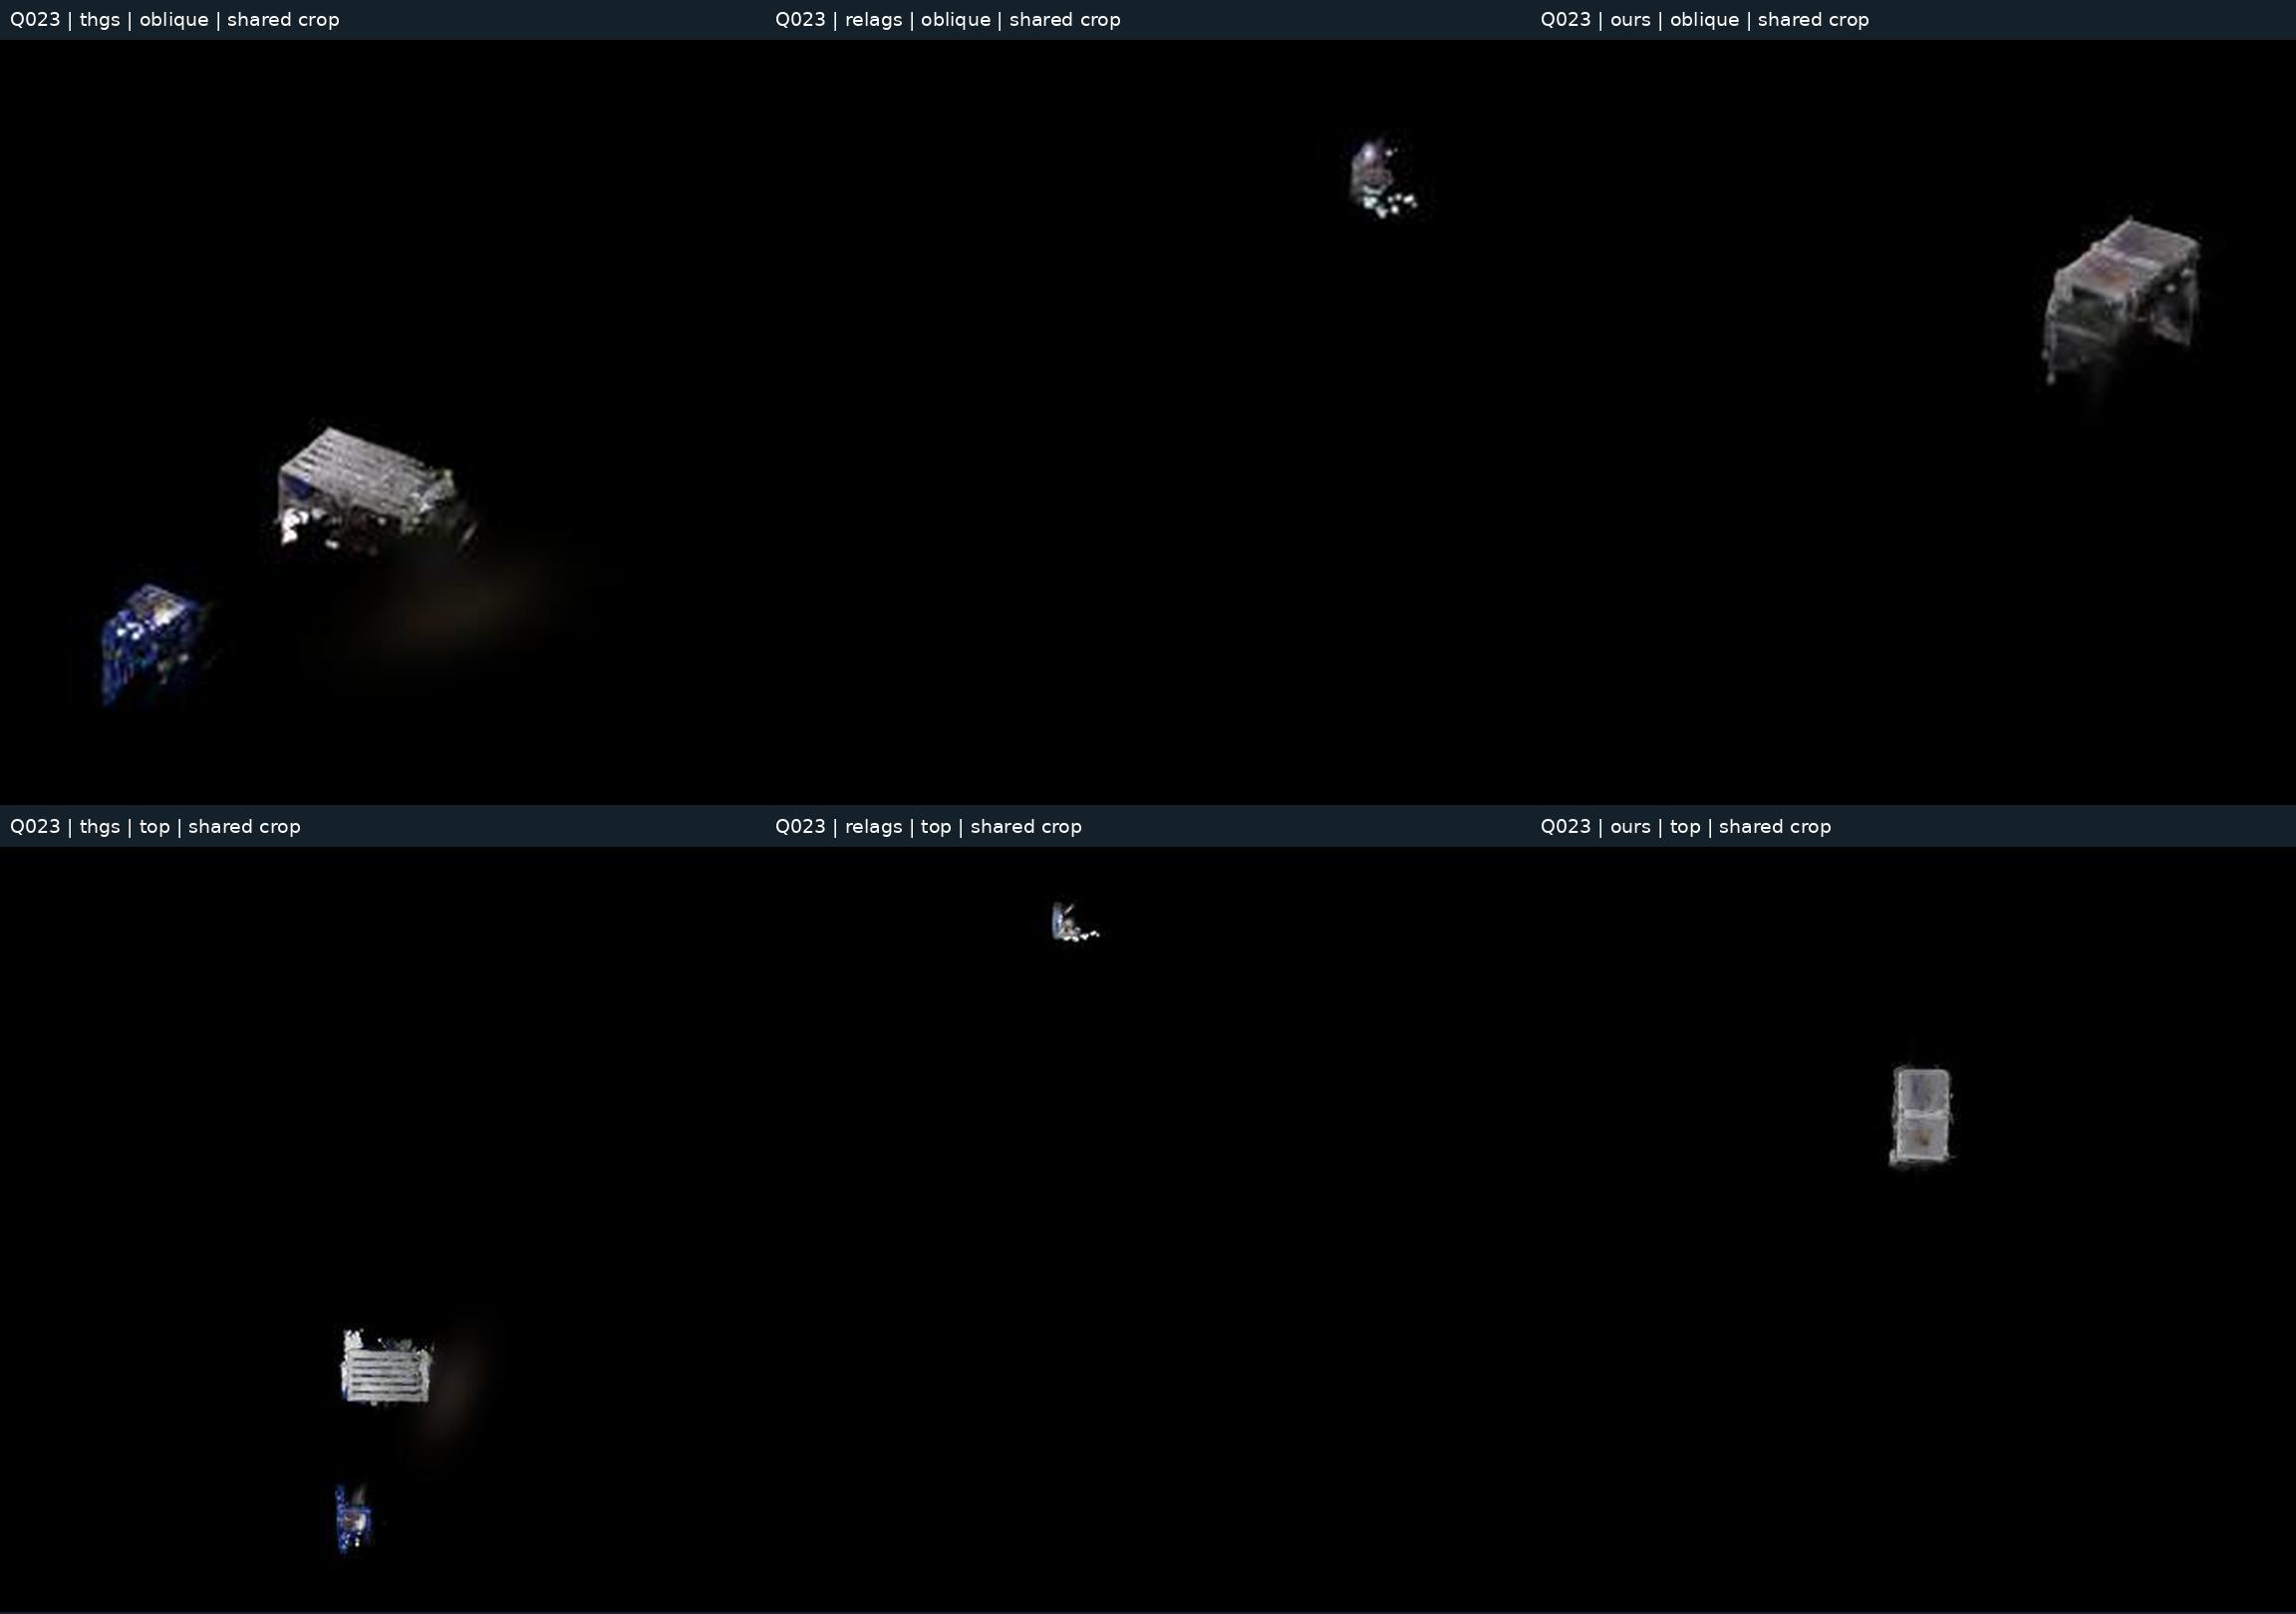 Q023 | thgs | oblique | shared crop
Q023 | relags | oblique | shared crop
Q023 | ours | oblique | shared crop
Q023 | thgs | top | shared crop
Q023 | relags | top | shared crop
Q023 | ours | top | shared crop